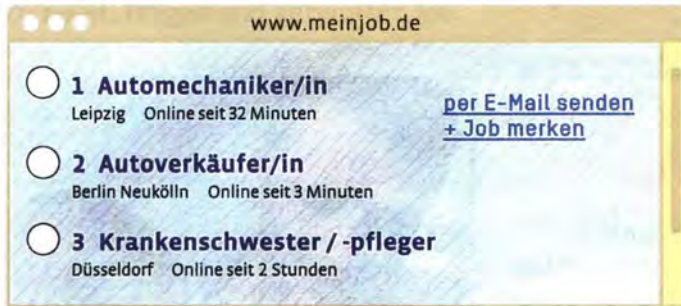 www.meinjob.de
1 Automechaniker/in
Leipzig Online seit 32 Minuten
per E-Mail senden
+ Job merken
2 Autoverkäufer/in
Berlin Neukölln Online seit 3 Minuten
3 Krankenschwester / -pfleger
Düsseldorf Online seit 2 Stunden